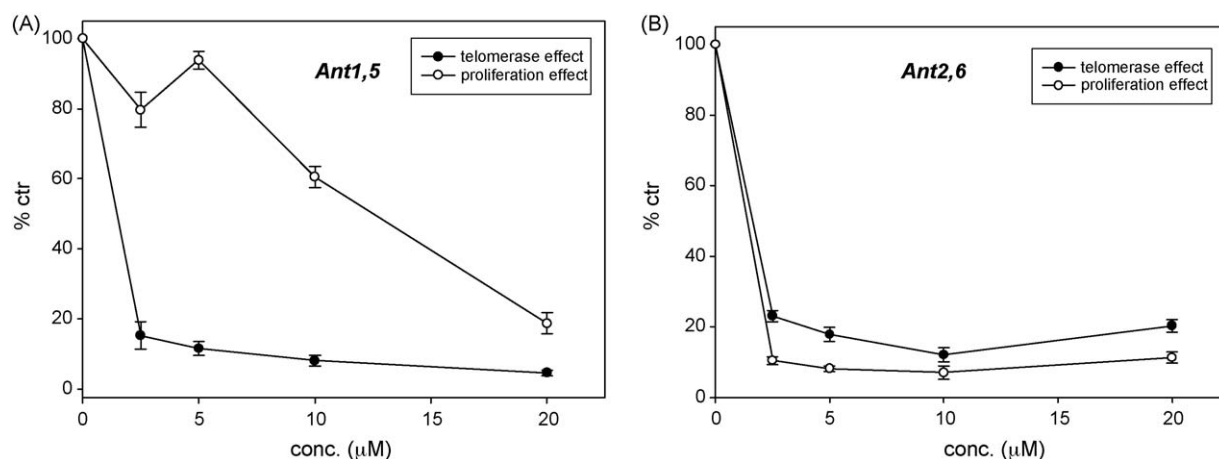 (A)
100
80
60
40
20
0
% ctr
Ant1,5
telomerase effect
proliferation effect
0 5 10 15 20
conc. (μM)
(B)
100
80
60
40
20
0
% ctr
Ant2,6
telomerase effect
proliferation effect
0 5 10 15 20
conc. (μM)